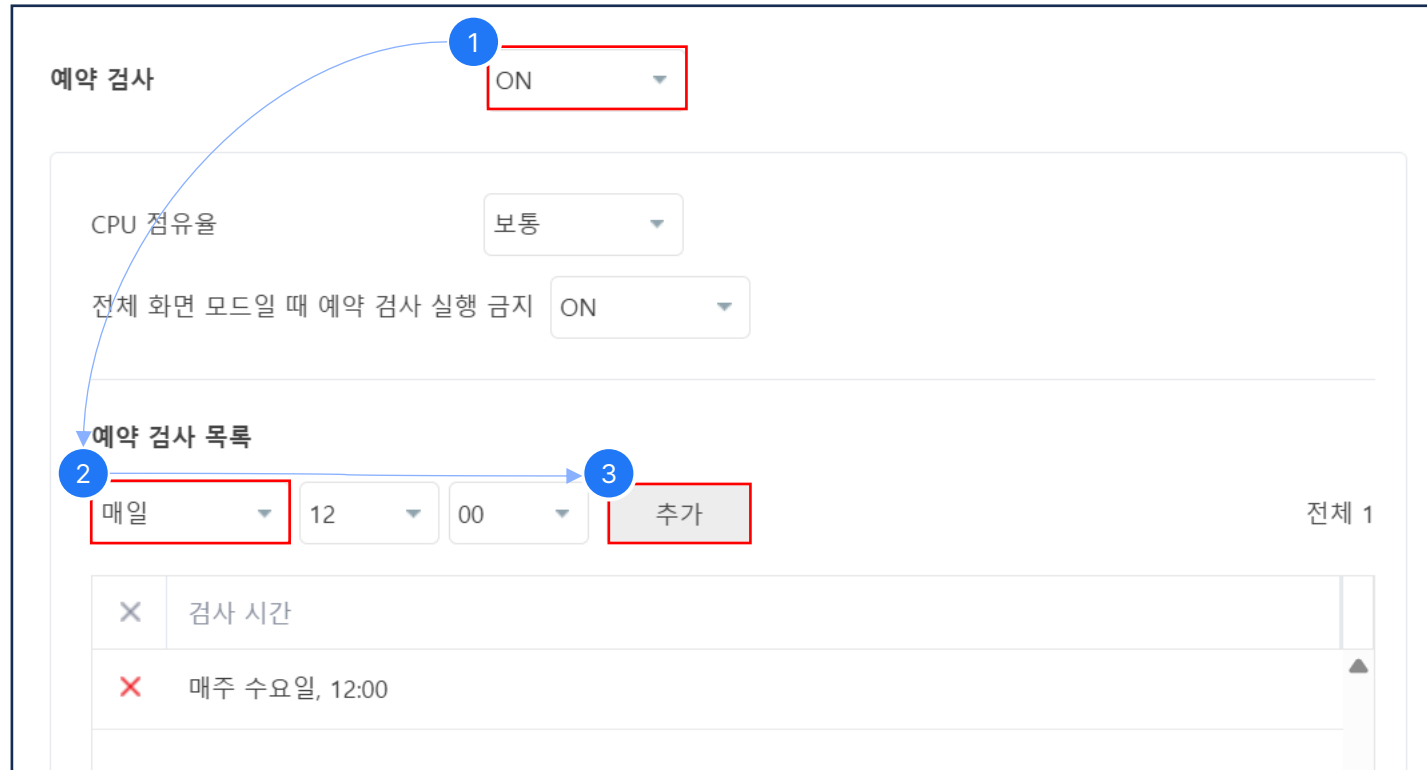 1
예약 검사 ON
CPU 점유율 보통
전체 화면 모드일 때 예약 검사 실행 금지 ON
예약 검사 목록
2 3
매일 12 00 추가 전체 1
검사 시간
매주 수요일, 12:00